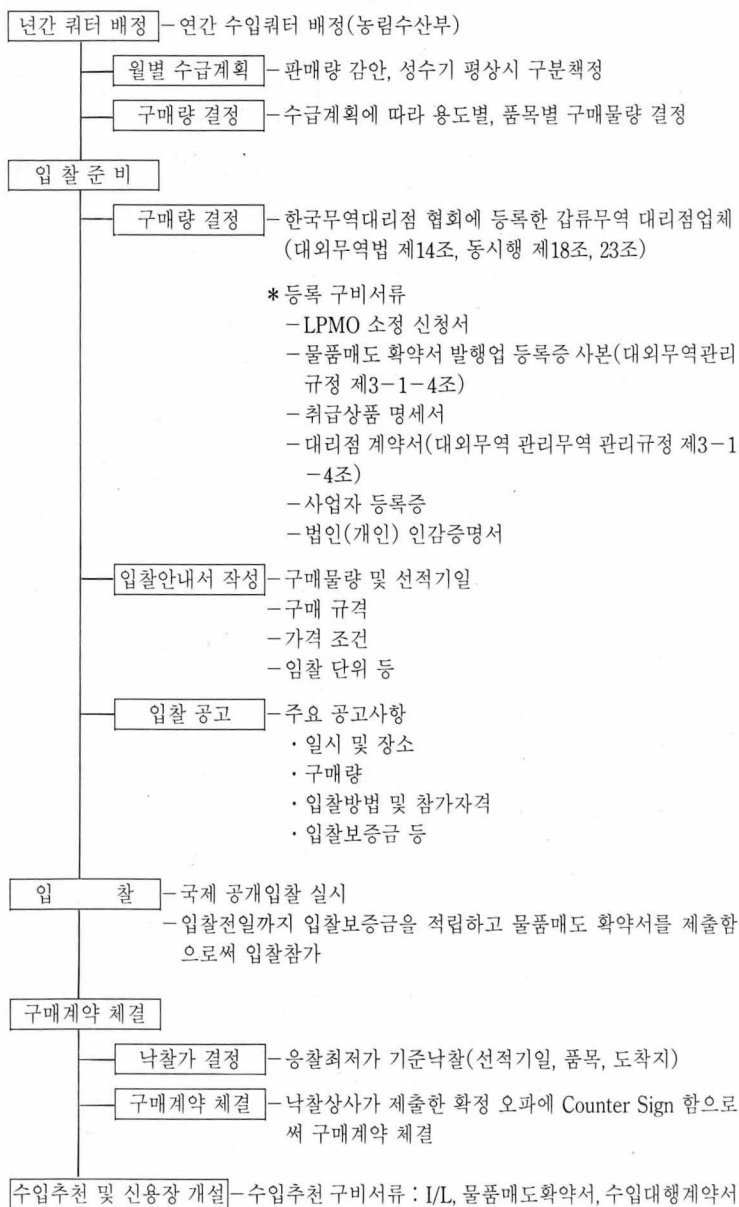 년간 쿼터 배정 －연간 수입쿼터 배정(농림수산부)
월별 수급계획 －판매량 감안, 성수기 평상시 구분책정
구매량 결정 －수급계획에 따라 용도별, 품목별 구매물량 결정
입 찰 준 비
구매량 결정 －한국무역대리점 협회에 등록한 갑류무역 대리점업체
(대외무역법 제14조, 동시행 제18조, 23조)
＊등록 구비서류
－LPMO 소정 신청서
－물품매도 확약서 발행업 등록증 사본(대외무역관리
규정 제3－1－4조)
－취급상품 명세서
－대리점 계약서(대외무역 관리무역 관리규정 제3－1
－4조)
－사업자 등록증
－법인(개인) 인감증명서
입찰안내서 작성 －구매물량 및 선적기일
－구매 규격
－가격 조건
－임찰 단위 등
입찰 공고 －주요 공고사항
· 일시 및 장소
· 구매량
· 입찰방법 및 참가자격
· 입찰보증금 등
입 찰 －국제 공개입찰 실시
－입찰전일까지 입찰보증금을 적립하고 물품매도 확약서를 제출함
으로써 입찰참가
구매계약 체결
낙찰가 결정 －응찰최저가 기준낙찰(선적기일, 품목, 도착지)
구매계약 체결 －낙찰상사가 제출한 확정 오파에 Counter Sign 함으로
써 구매계약 체결
수입추천 및 신용장 개설 －수입추천 구비서류 : I/L, 물품매도확약서, 수입대행계약서